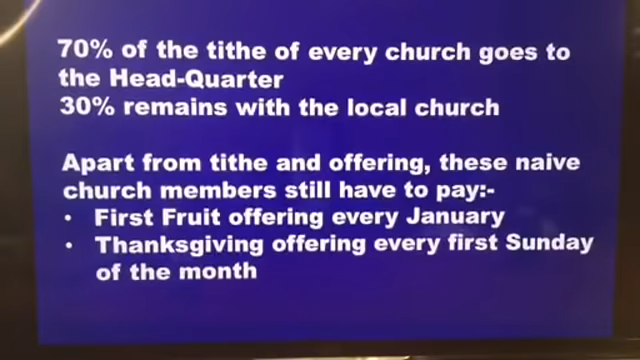 70% of the tithe of every church goes to
the Head-Quarter
30% remains with the local church
Apart from tithe and offering, these naive
church members still have to pay:-
• First Fruit offering every January
• Thanksgiving offering every first Sunday
of the month